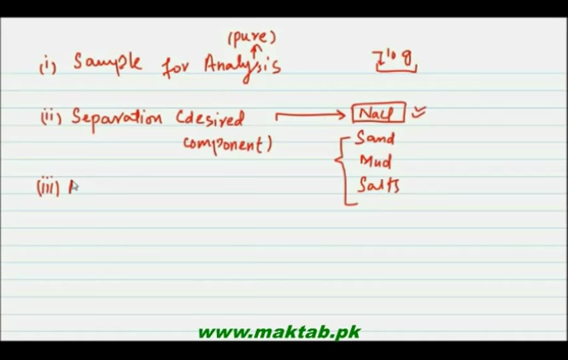 (pure)
(i) Sample for Analysis
(ii) Separation (desired component)
NaCl
Sand
Mud
Salts
(iii)
www.maktab.pk